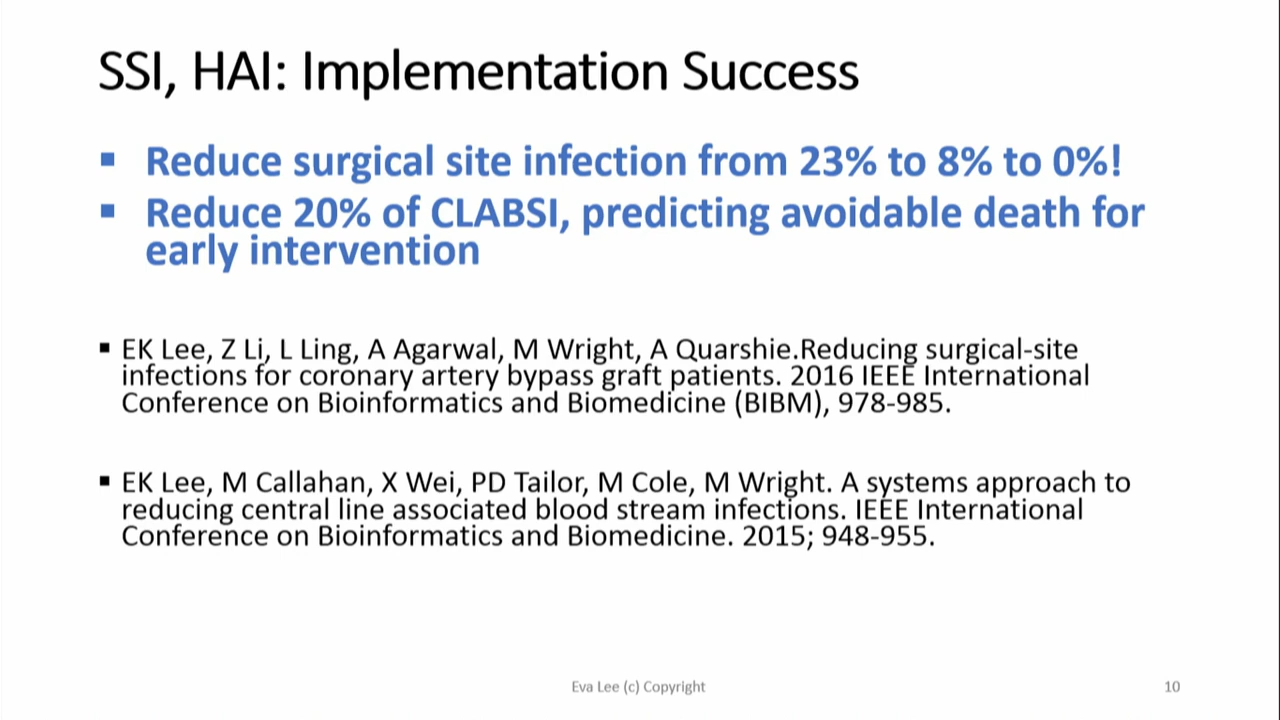 SSI, HAI: Implementation Success
▪ Reduce surgical site infection from 23% to 8% to 0%!
▪ Reduce 20% of CLABSI, predicting avoidable death for
early intervention
▪ EK Lee, Z Li, L Ling, A Agarwal, M Wright, A Quarshie.Reducing surgical-site
infections for coronary artery bypass graft patients. 2016 IEEE International
Conference on Bioinformatics and Biomedicine (BIBM), 978-985.
▪ EK Lee, M Callahan, X Wei, PD Tailor, M Cole, M Wright. A systems approach to
reducing central line associated blood stream infections. IEEE International
Conference on Bioinformatics and Biomedicine. 2015; 948-955.
Eva Lee (c) Copyright
10